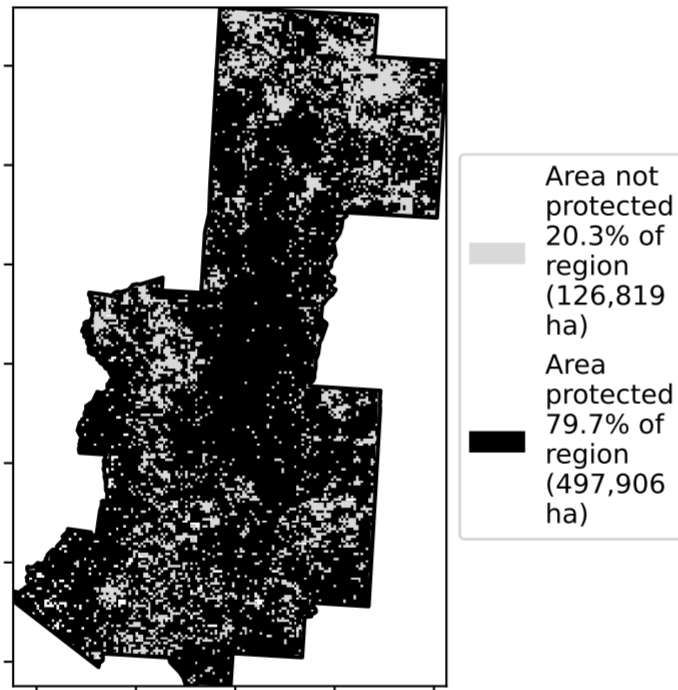 Area not
protected
20.3% of
region
(126,819
ha)
Area
protected
79.7% of
region
(497,906
ha)